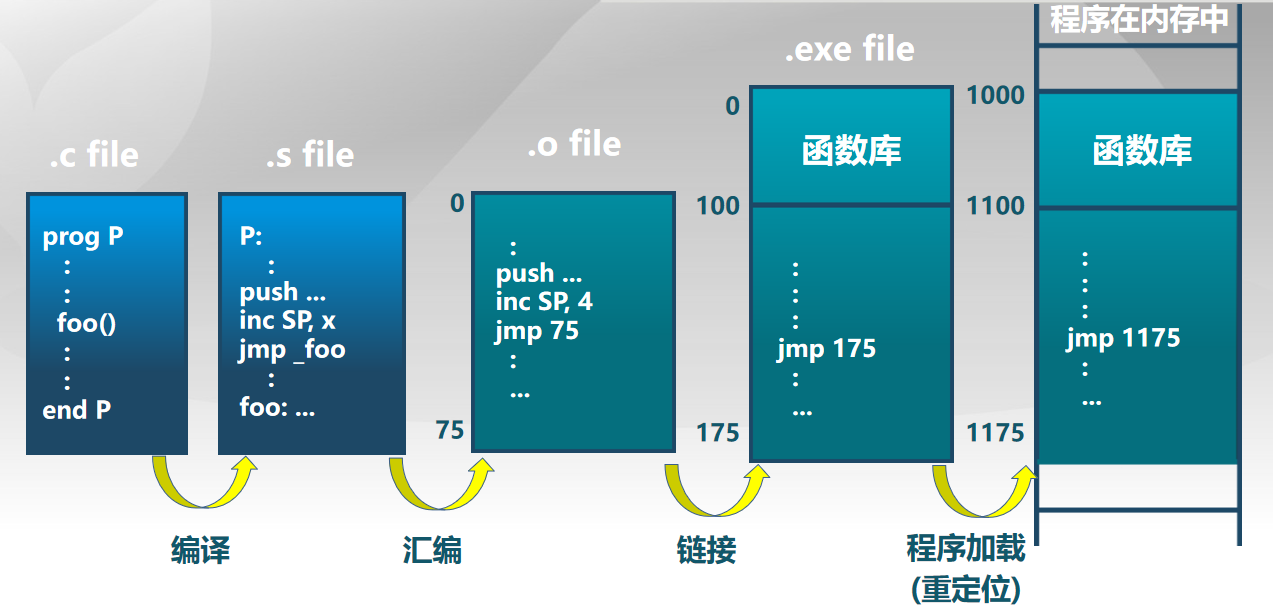 .c file
prog P
:
:
foo()
:
:
end P
编译
.s file
P:
:
push ...
inc SP, x
jmp _foo
:
foo: ...
汇编
.o file
0
:
push ...
inc SP, 4
jmp 75
:
...
75
链接
.exe file
0
函数库
100
:
:
:
jmp 175
:
...
175
程序加载
(重定位)
程序在内存中
1000
函数库
1100
:
:
:
jmp 1175
:
...
1175